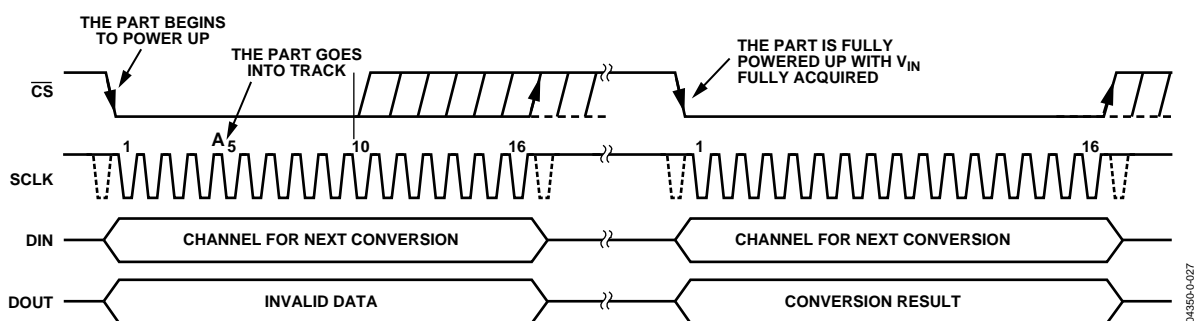 THE PART BEGINS
TO POWER UP
THE PART GOES
INTO TRACK
THE PART IS FULLY
POWERED UP WITH VIN
FULLY ACQUIRED
CS
SCLK
1
A
5
10
16
1
16
DIN
CHANNEL FOR NEXT CONVERSION
CHANNEL FOR NEXT CONVERSION
DOUT
INVALID DATA
CONVERSION RESULT
04350-0-027